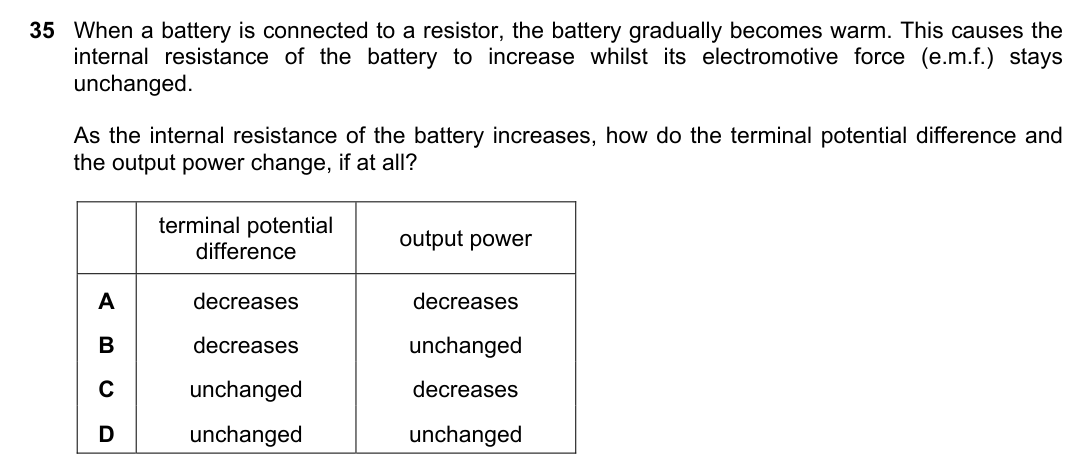 35 When a battery is connected to a resistor, the battery gradually becomes warm. This causes the
internal resistance of the battery to increase whilst its electromotive force (e.m.f.) stays
unchanged.
As the internal resistance of the battery increases, how do the terminal potential difference and
the output power change, if at all?
terminal potential
difference
output power
A decreases decreases
B decreases unchanged
C unchanged decreases
D unchanged unchanged